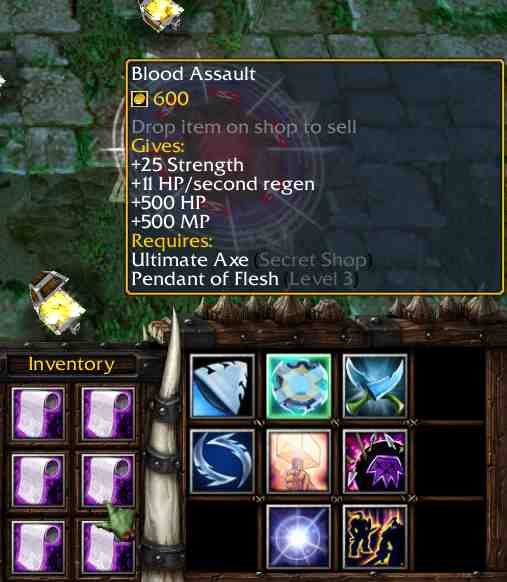 Blood Assault
600
Drop item on shop to sell
Gives:
+25 Strength
+11 HP/second regen
+500 HP
+500 MP
Requires:
Ultimate Axe (Secret Shop)
Pendant of Flesh (Level 3)
Inventory